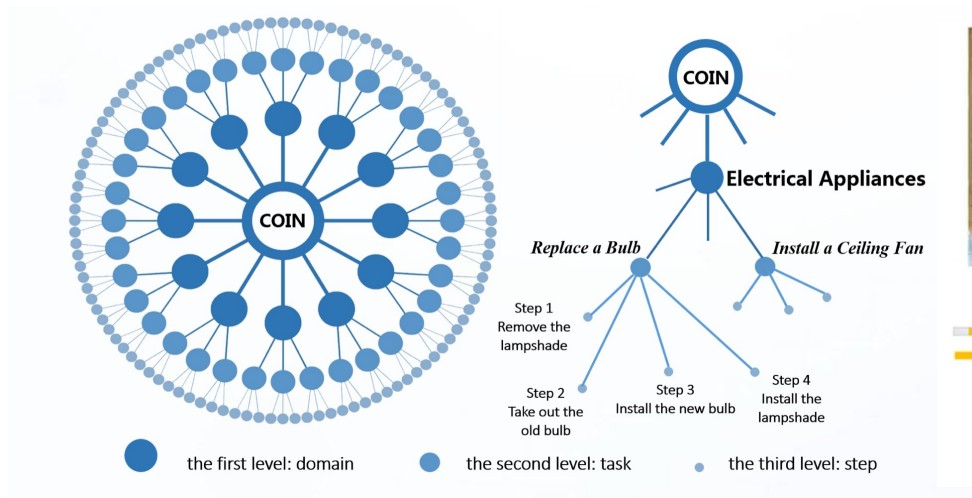 COIN
COIN
Electrical Appliances
Replace a Bulb
Install a Ceiling Fan
Step 1
Remove the
lampshade
Step 2
Take out the
old bulb
Step 3
Install the new bulb
Step 4
Install the
lampshade
the first level: domain
the second level: task
the third level: step